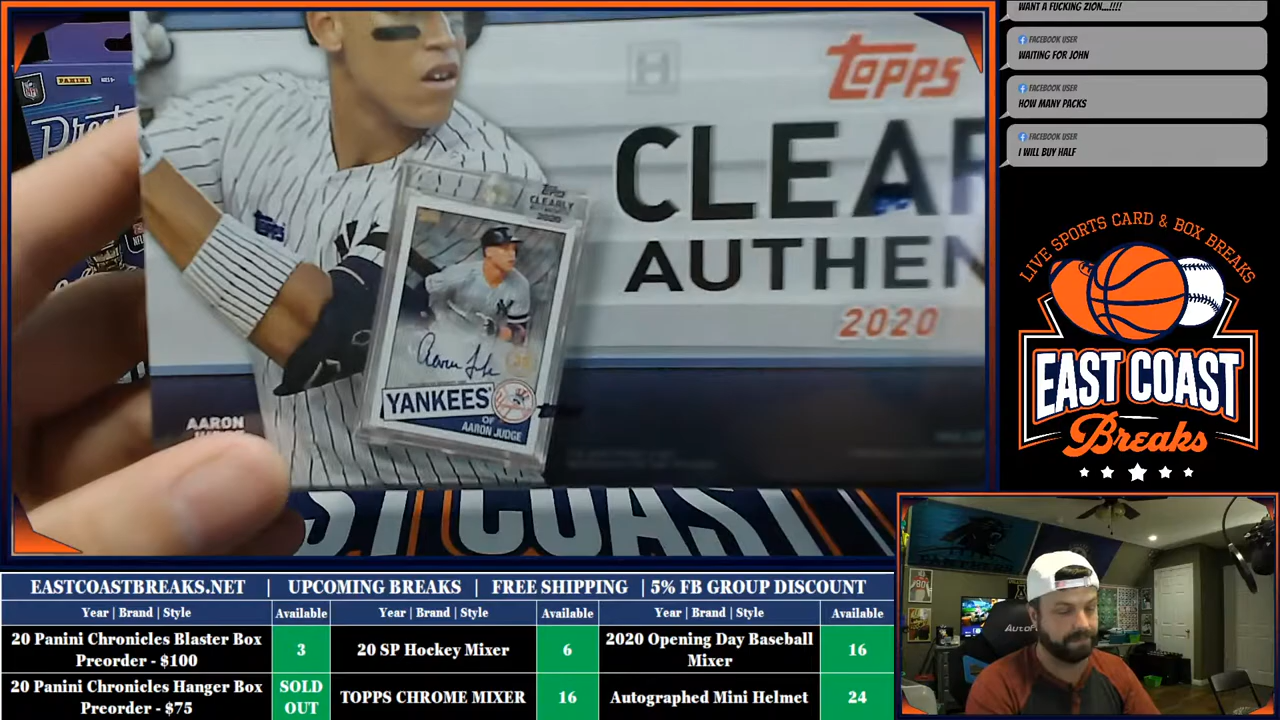 WANT A FUCKING ZION....!!!!
FACEBOOK USER
WAITING FOR JOHN
FACEBOOK USER
HOW MANY PACKS
FACEBOOK USER
I WILL BUY HALF
PANINI
NFL
H
TOPPS
CLEAR
AUTHEN
2020
TOPPS
CLEARLY
2020
YANKEES
OF
AARON JUDGE
AARON
COAST
LIVE SPORTS CARD & BOX BREAKS
EAST COAST
Breaks
EASTCOASTBREAKS.NET | UPCOMING BREAKS | FREE SHIPPING | 5% FB GROUP DISCOUNT
Year | Brand | Style Available Year | Brand | Style Available Year | Brand | Style Available
20 Panini Chronicles Blaster Box Preorder - $100 3 20 SP Hockey Mixer 6 2020 Opening Day Baseball Mixer 16
20 Panini Chronicles Hanger Box Preorder - $75 SOLD OUT TOPPS CHROME MIXER 16 Autographed Mini Helmet 24